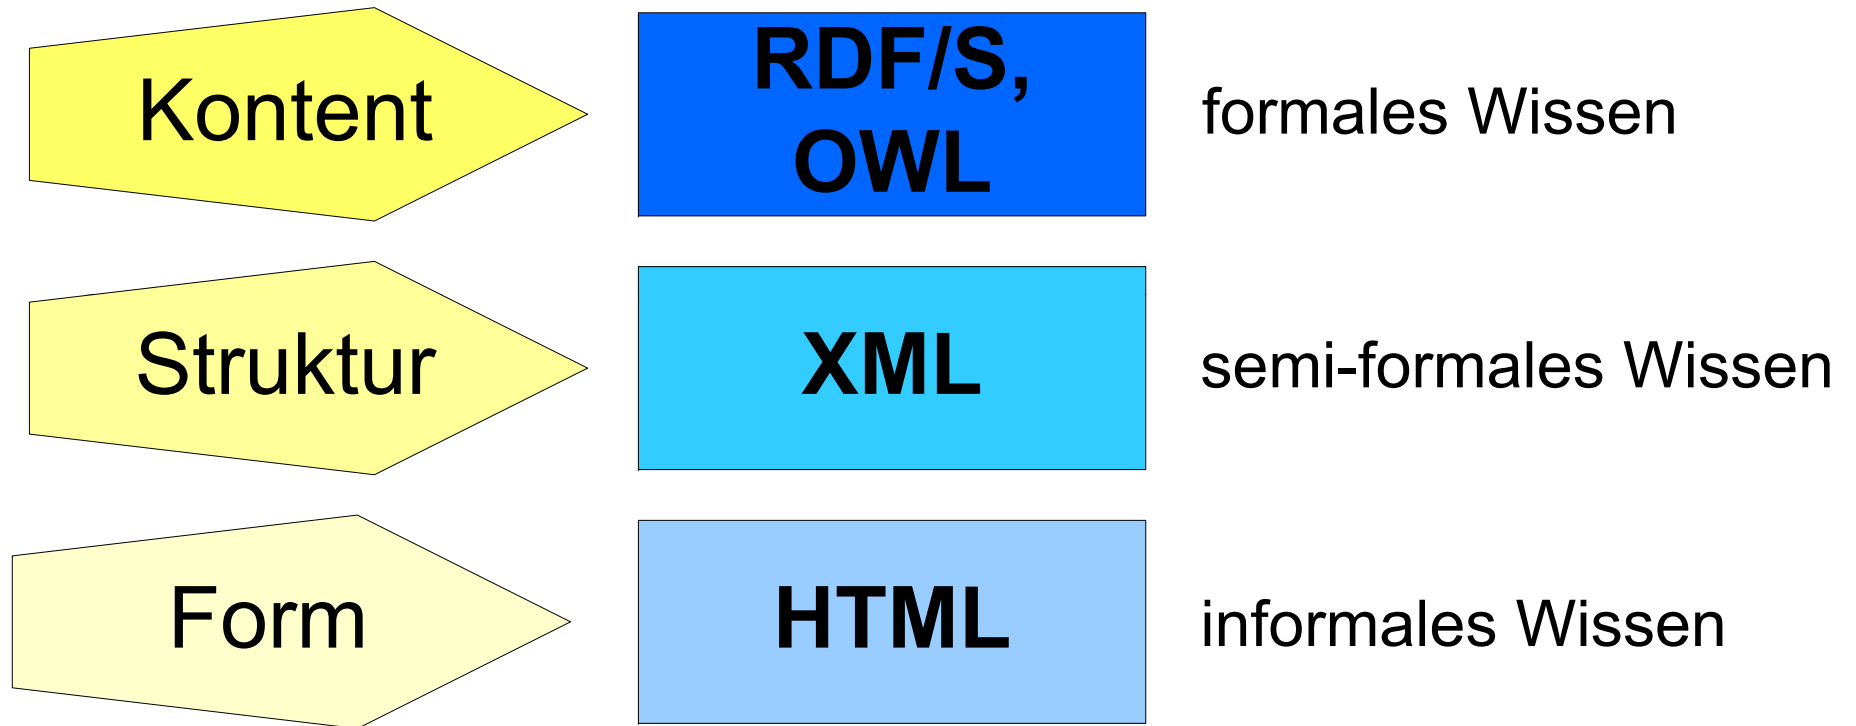 Kontent
RDF/S,
OWL
formales Wissen
Struktur
XML
semi-formales Wissen
Form
HTML
informales Wissen